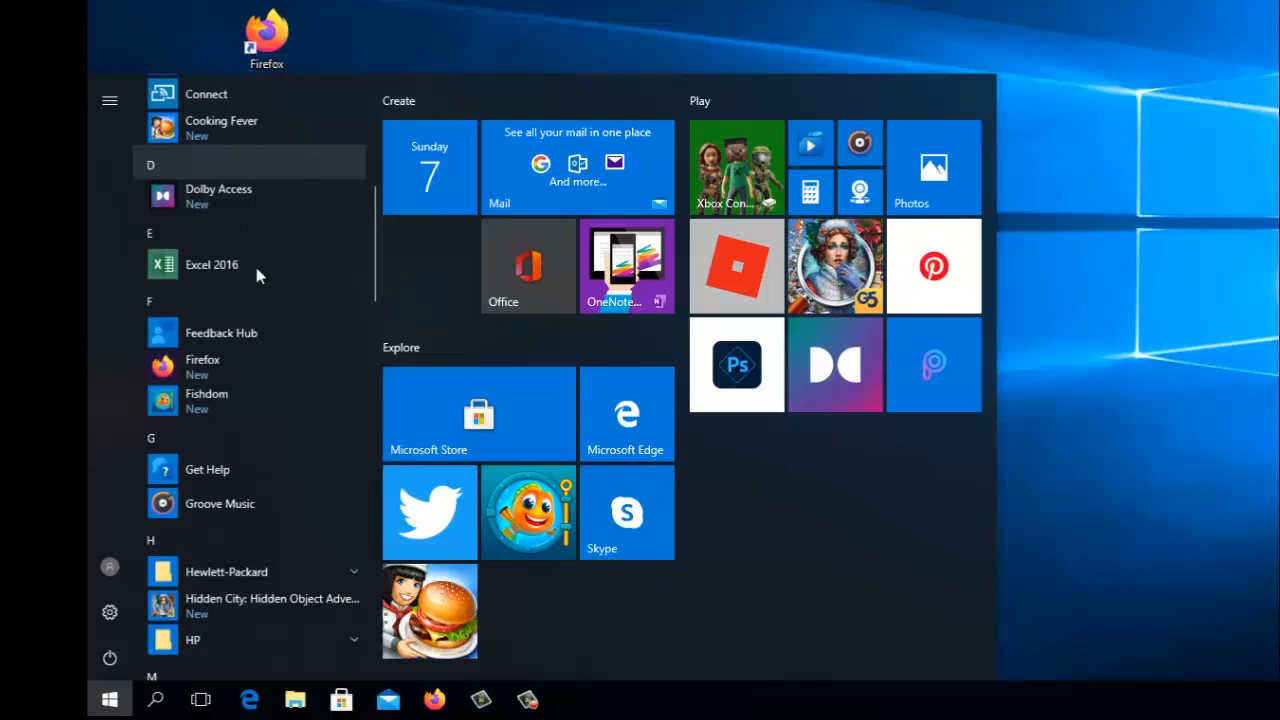 Firefox
Connect
Cooking Fever
New
D
Dolby Access
New
E
Excel 2016
F
Feedback Hub
Firefox
New
Fishdom
New
G
Get Help
Groove Music
H
Hewlett-Packard
Hidden City: Hidden Object Adve...
New
HP
M
Create
Sunday
7
See all your mail in one place
And more...
Mail
Office
OneNote...
Explore
Microsoft Store
Microsoft Edge
Skype
Play
Xbox Con...
Photos
G5
Ps